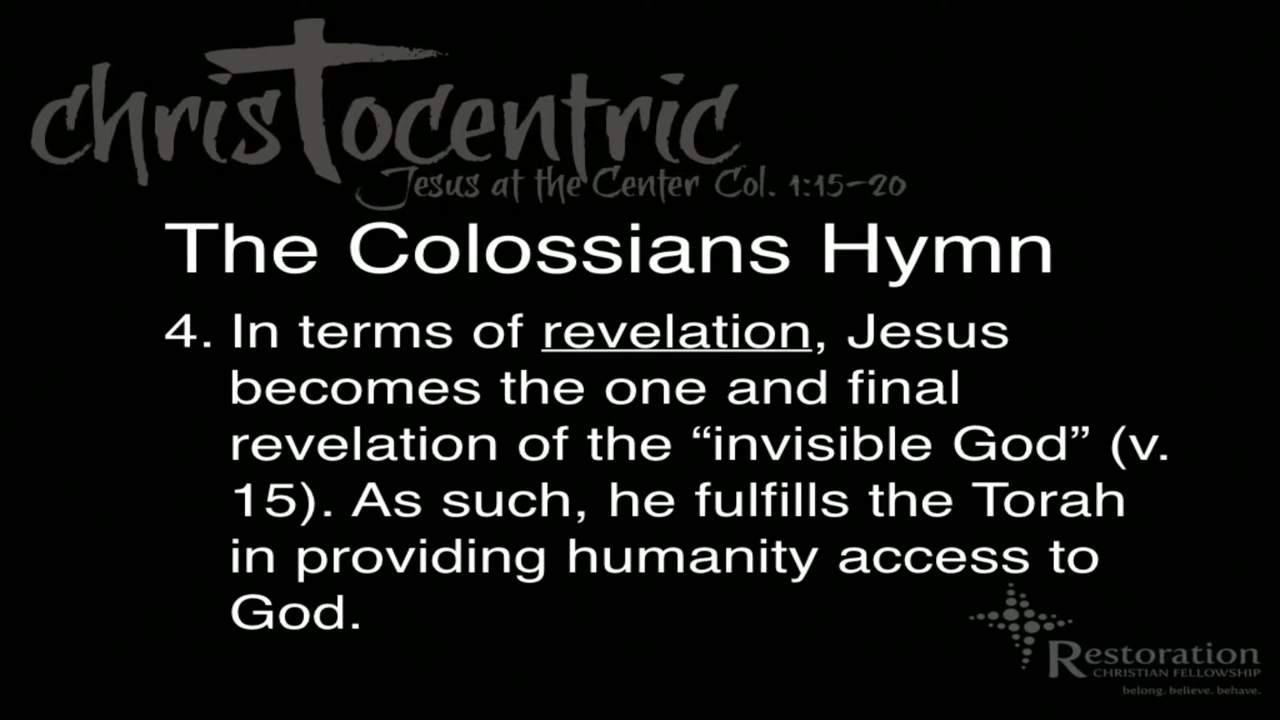 chrisTocentric
Jesus at the Center Col. 1:15-20
The Colossians Hymn
4. In terms of revelation, Jesus
becomes the one and final
revelation of the “invisible God” (v.
15). As such, he fulfills the Torah
in providing humanity access to
God.
Restoration
CHRISTIAN FELLOWSHIP
belong. believe. behave.